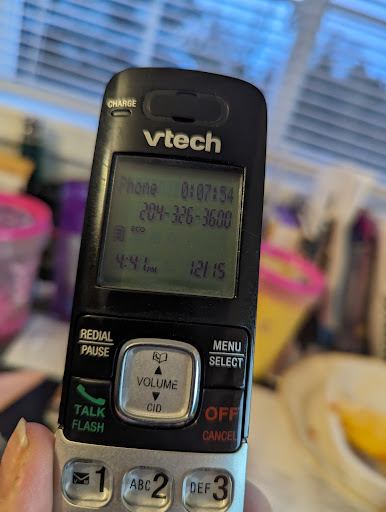 CHARGE
vtech
Phone 0:07:54
204-326-3600
ECO
4:41PM 12/15
REDIAL
PAUSE
MENU
SELECT
VOLUME
CID
TALK
FLASH
OFF
CANCEL
1 ABC 2 DEF 3